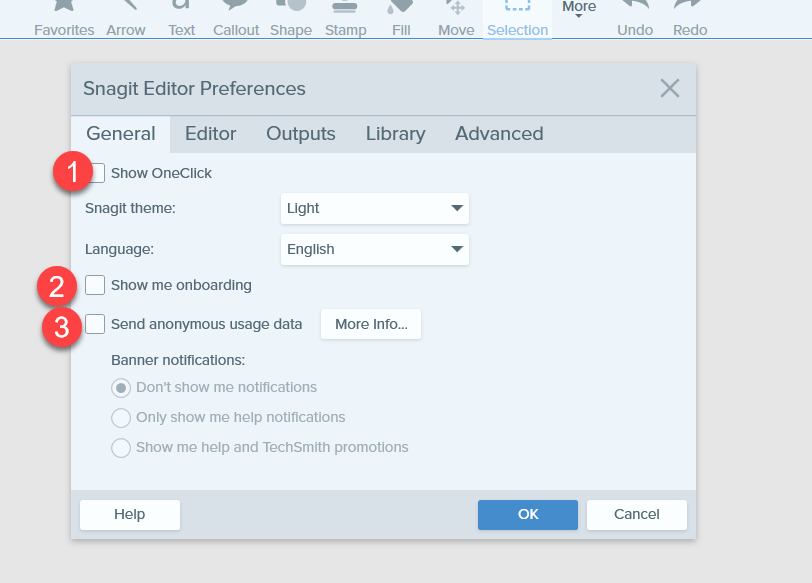 More
Favorites Arrow Text Callout Shape Stamp Fill Move Selection Undo Redo
Snagit Editor Preferences
General Editor Outputs Library Advanced
1 Show OneClick
Snagit theme: Light
Language: English
2 Show me onboarding
3 Send anonymous usage data More Info...
Banner notifications:
Don't show me notifications
Only show me help notifications
Show me help and TechSmith promotions
Help OK Cancel